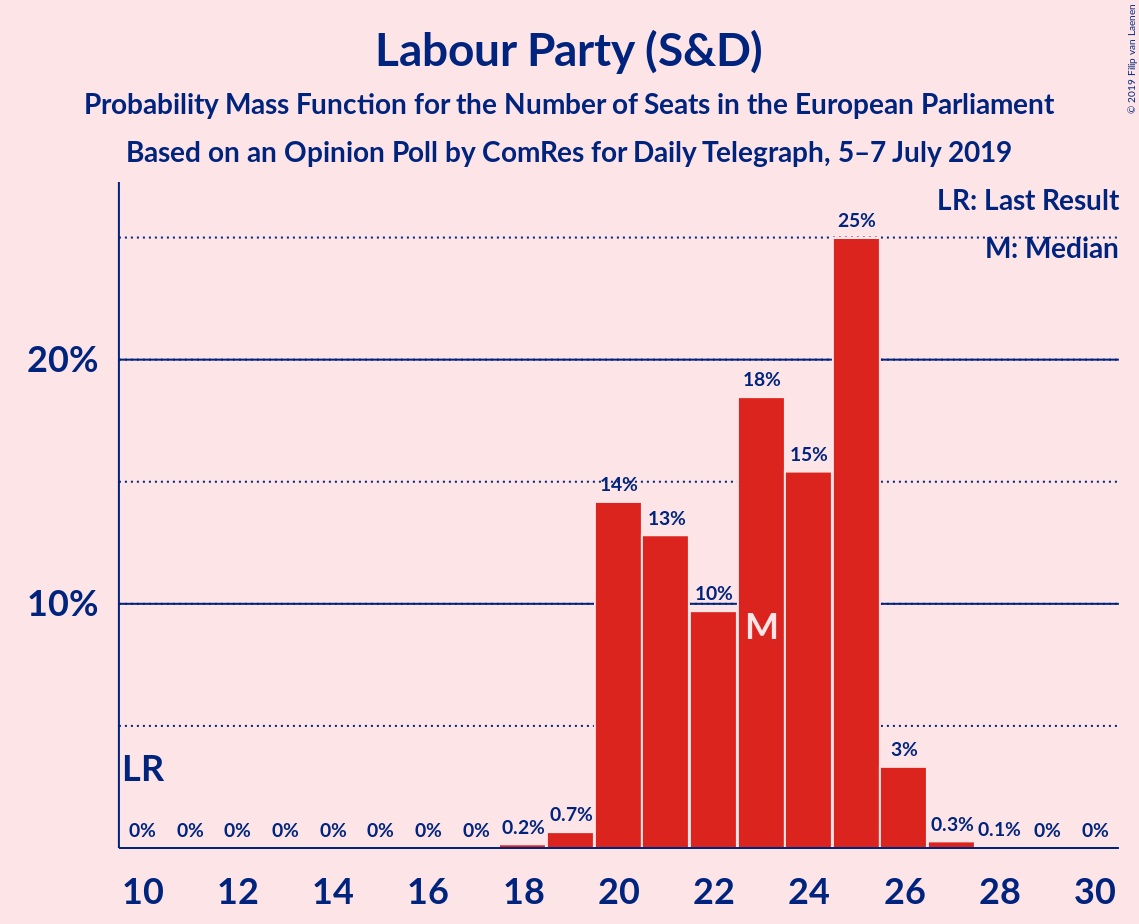 © 2019 Filip van Laenen
Labour Party (S&D)
Probability Mass Function for the Number of Seats in the European Parliament
Based on an Opinion Poll by ComRes for Daily Telegraph, 5–7 July 2019
LR: Last Result
M: Median
20%
10%
LR
M
0% 0% 0% 0% 0% 0% 0% 0% 0.2% 0.7% 14% 13% 10% 18% 15% 25% 3% 0.3% 0.1% 0% 0%
10 12 14 16 18 20 22 24 26 28 30